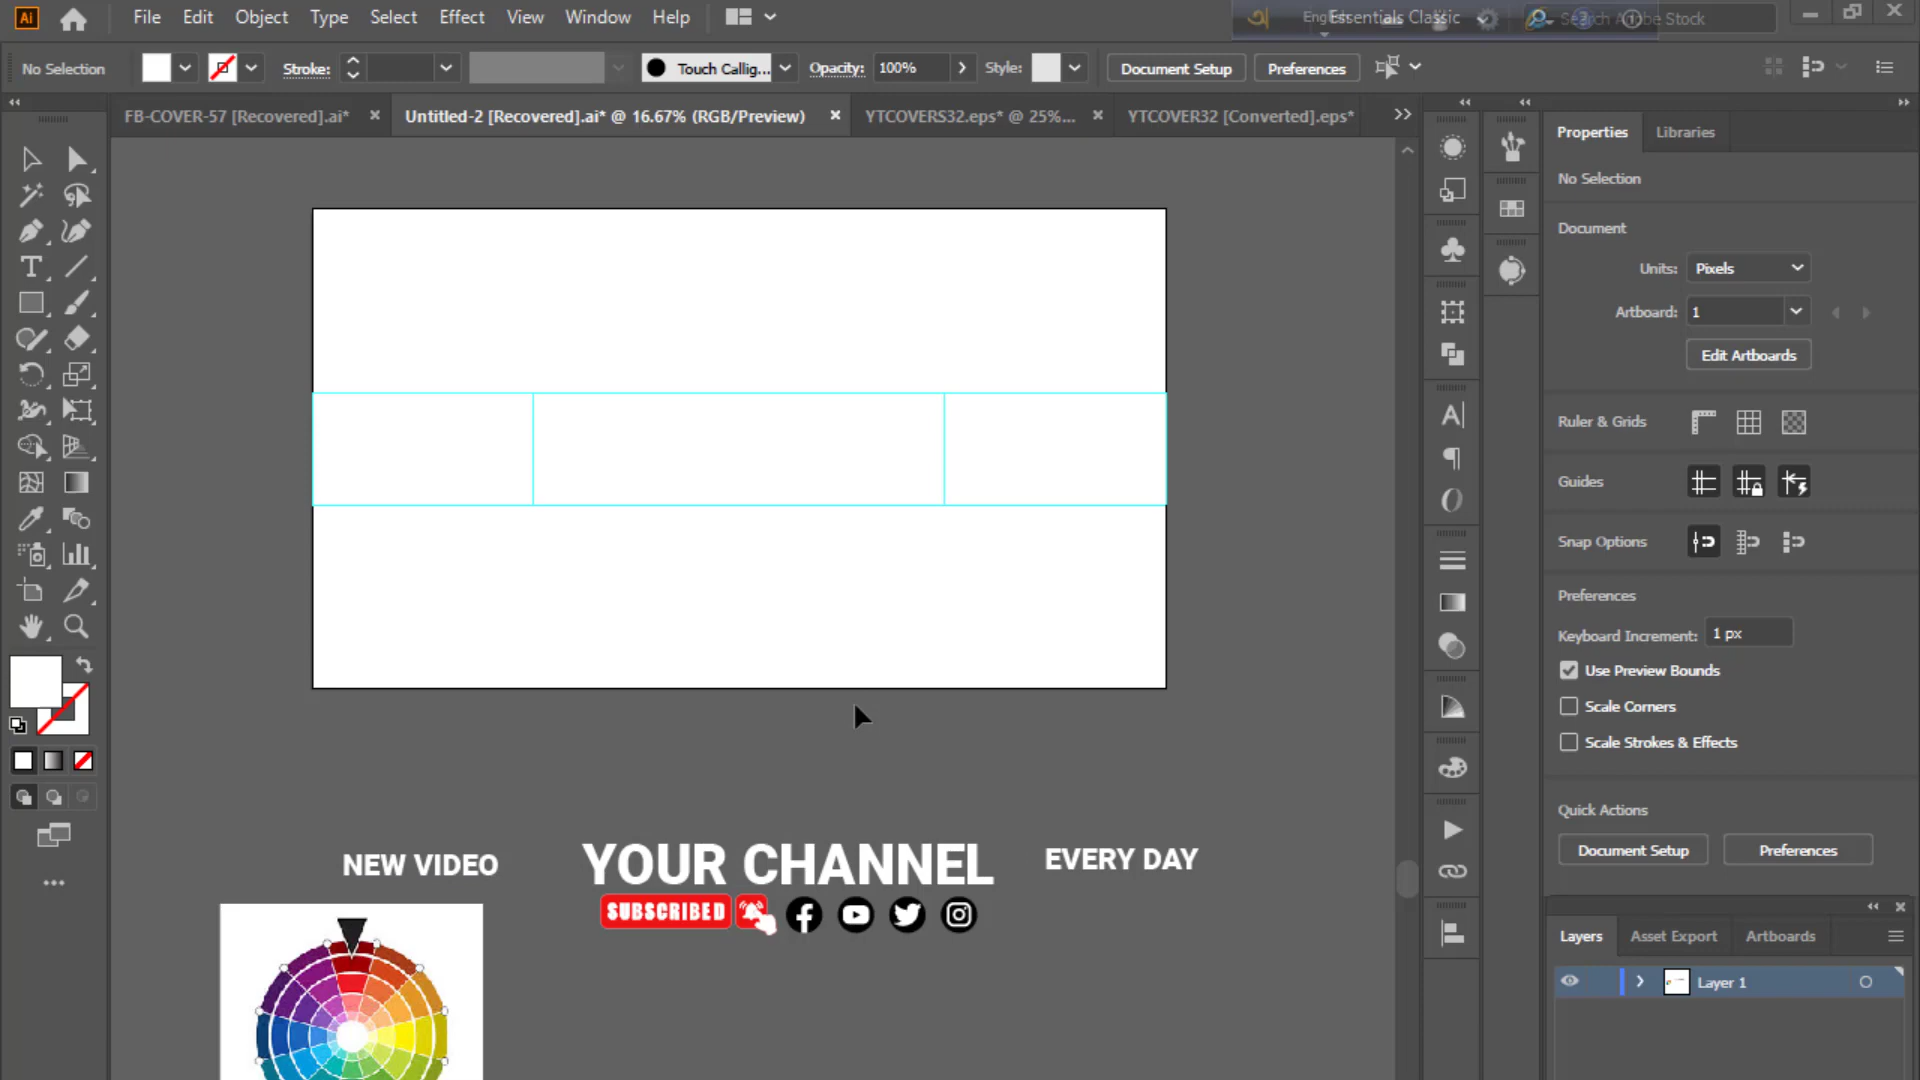 Ai File Edit Object Type Select Effect View Window Help
Essentials Classic Search Adobe Stock
No Selection Stroke: Touch Callig... Opacity: 100% Style: Document Setup Preferences
FB-COVER-57 [Recovered].ai* Untitled-2 [Recovered].ai* @ 16.67% (RGB/Preview) YTCOVERS32.eps* @ 25%... YTCOVER32 [Converted].eps*
Properties Libraries
No Selection
Document
Units: Pixels
Artboard: 1
Edit Artboards
Ruler & Grids
Guides
Snap Options
Preferences
Keyboard Increment: 1 px
Use Preview Bounds
Scale Corners
Scale Strokes & Effects
Quick Actions
Document Setup Preferences
Layers Asset Export Artboards
Layer 1
NEW VIDEO YOUR CHANNEL EVERY DAY
SUBSCRIBED